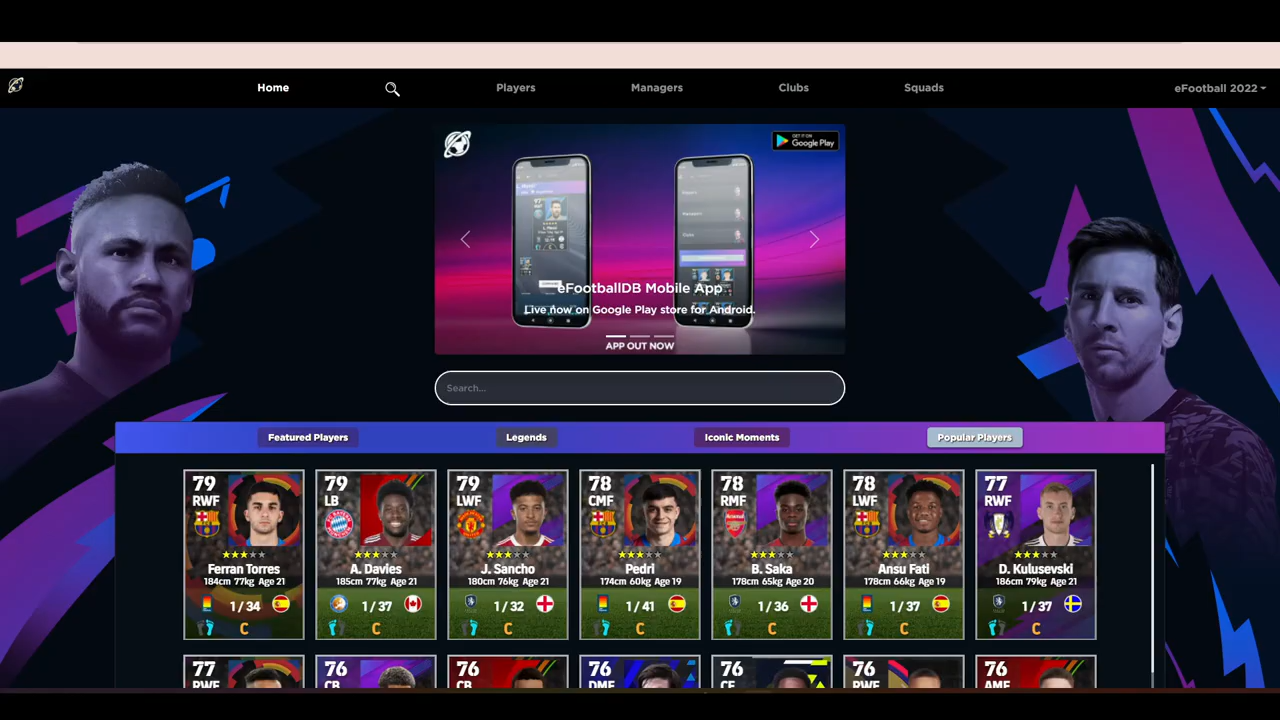 Home
Players
Managers
Clubs
Squads
eFootball 2022
GET IT ON
Google Play
eFootballDB Mobile App
Live now on Google Play store for Android.
APP OUT NOW
Search...
Featured Players
Legends
Iconic Moments
Popular Players
79
RWF
Ferran Torres
184cm 77kg Age 21
1 / 34
C
79
LB
A. Davies
185cm 77kg Age 21
1 / 37
C
79
LWF
J. Sancho
180cm 76kg Age 21
1 / 32
C
78
CMF
Pedri
174cm 60kg Age 19
1 / 41
C
78
RMF
B. Saka
178cm 65kg Age 20
1 / 36
C
78
LWF
Ansu Fati
178cm 66kg Age 19
1 / 37
C
77
RWF
D. Kulusevski
186cm 79kg Age 21
1 / 37
C
77
RWF
76
CB
76
CB
76
DMF
76
CF
76
RWF
76
AMF